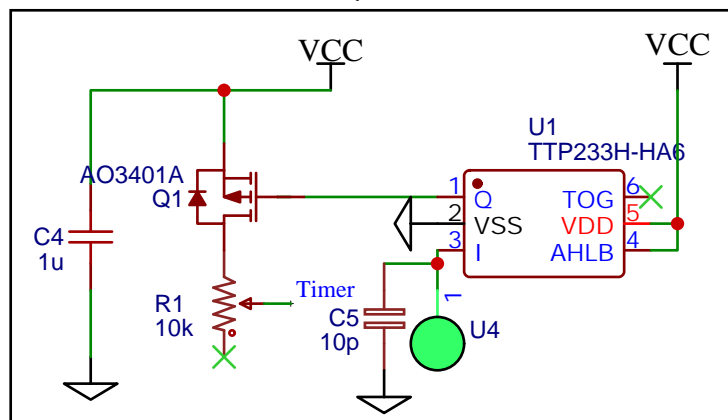 VCC
VCC
U1
TTP233H-HA6
AO3401A
Q1
1
Q
TOG
6
2
VSS
VDD
5
3
I
AHLB
4
C4
1u
R1
10k
Timer
C5
10p
1
U4